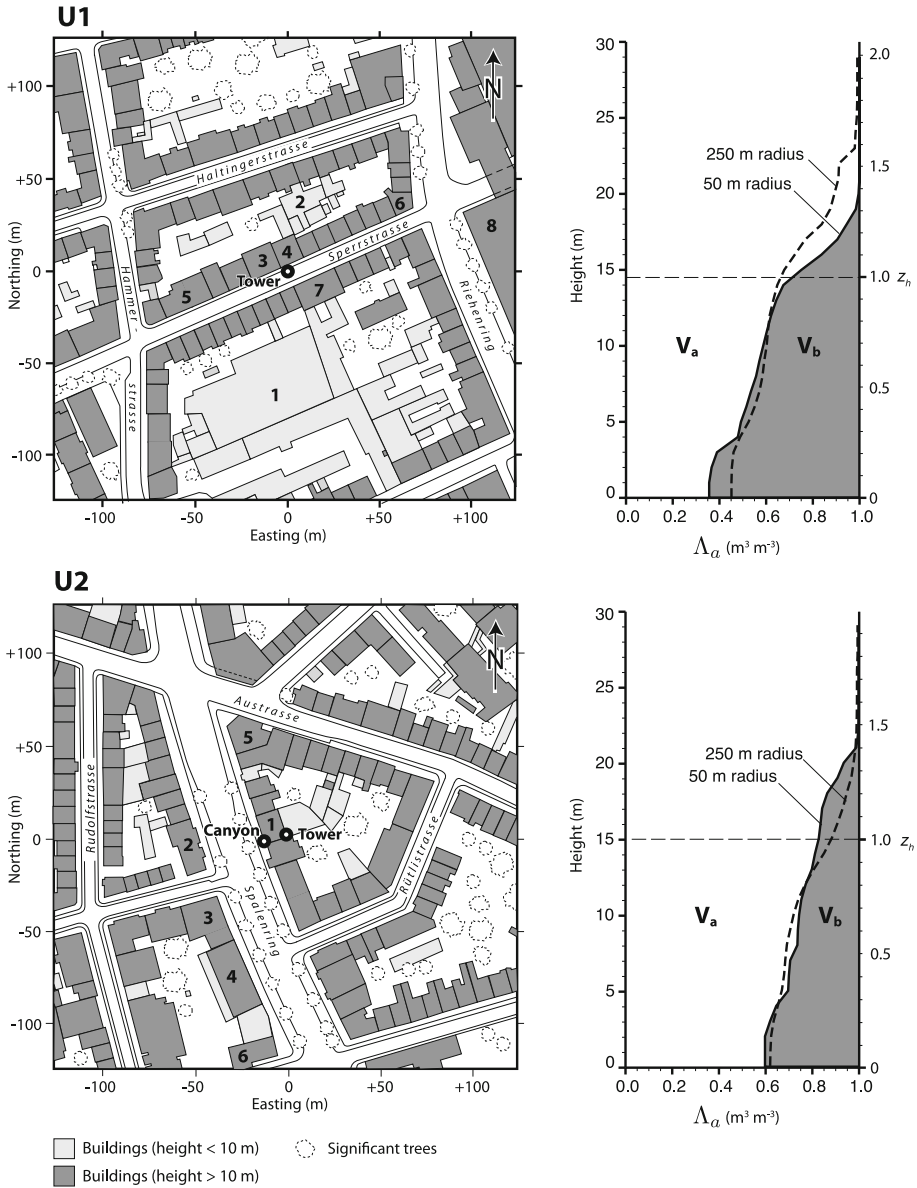 U1
N
+100
+50
0
-50
-100
Northing (m)
-100
-50
0
+50
+100
Easting (m)
Haltingerstrasse
Sperrstrasse
Hammer
strasse
Riehenring
2
6
8
3
4
Tower
5
7
1
30
25
20
15
10
5
0
Height (m)
2.0
1.5
1.0
0.5
0
zh
250 m radius
50 m radius
Va
Vb
0.0
0.2
0.4
0.6
0.8
1.0
Λa (m³ m⁻³)
U2
N
+100
+50
0
-50
-100
Northing (m)
-100
-50
0
+50
+100
Easting (m)
Austrasse
Rudolfstrasse
Spalenring
Rütlistrasse
5
1
Canyon
Tower
2
3
4
6
30
25
20
15
10
5
0
Height (m)
1.5
1.0
0.5
0
zh
250 m radius
50 m radius
Va
Vb
0.0
0.2
0.4
0.6
0.8
1.0
Λa (m³ m⁻³)
Buildings (height < 10 m)
Significant trees
Buildings (height > 10 m)